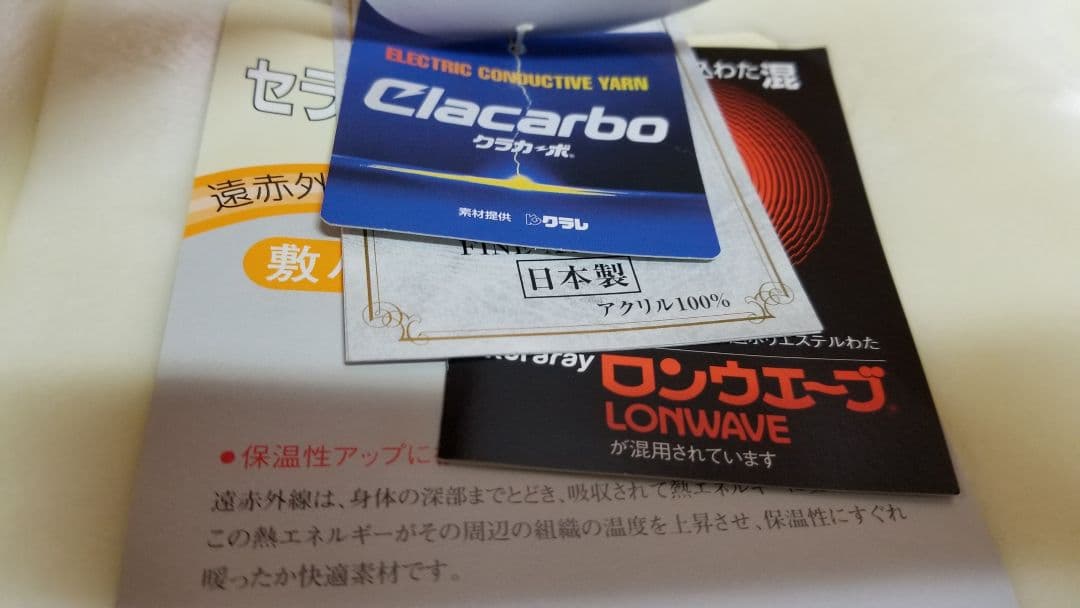 ELECTRIC CONDUCTIVE YARN
Clacarbo
クラカーボ®
素材提供 クラレ
日本製
アクリル100%
わた混
ポリエステルわた
ロンウエーブ®
LONWAVE
が混用されています
セラ
遠赤外
敷
●保温性アップに
遠赤外線は、身体の深部までとどき、吸収されて熱エネルギーに
この熱エネルギーがその周辺の組織の温度を上昇させ、保温性にすぐれ
暖ったか快適素材です。